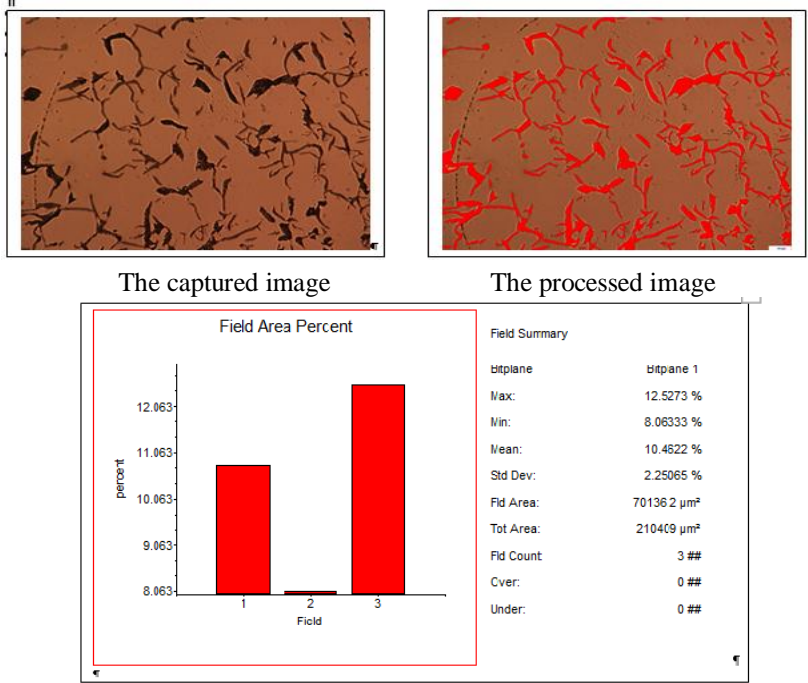 ¶
¶
The captured image
The processed image
Field Area Percent
percent
12.063
11.063
10.063
9.063
8.063
1 2 3
Field
Field Summary
Bitplane Bitplane 1
Max: 12.5273 %
Min: 8.06333 %
Mean: 10.4622 %
Std Dev: 2.25065 %
Fld Area: 70136.2 µm²
Tot Area: 210409 µm²
Fld Count: 3 ##
Over: 0 ##
Under: 0 ##
¶
¶